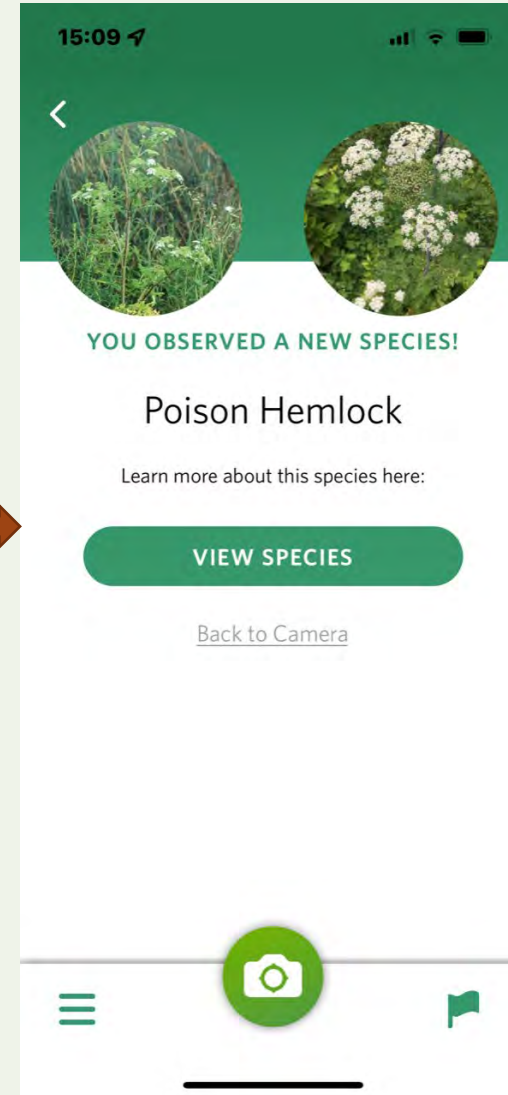 15:09
YOU OBSERVED A NEW SPECIES!
Poison Hemlock
Learn more about this species here:
VIEW SPECIES
Back to Camera